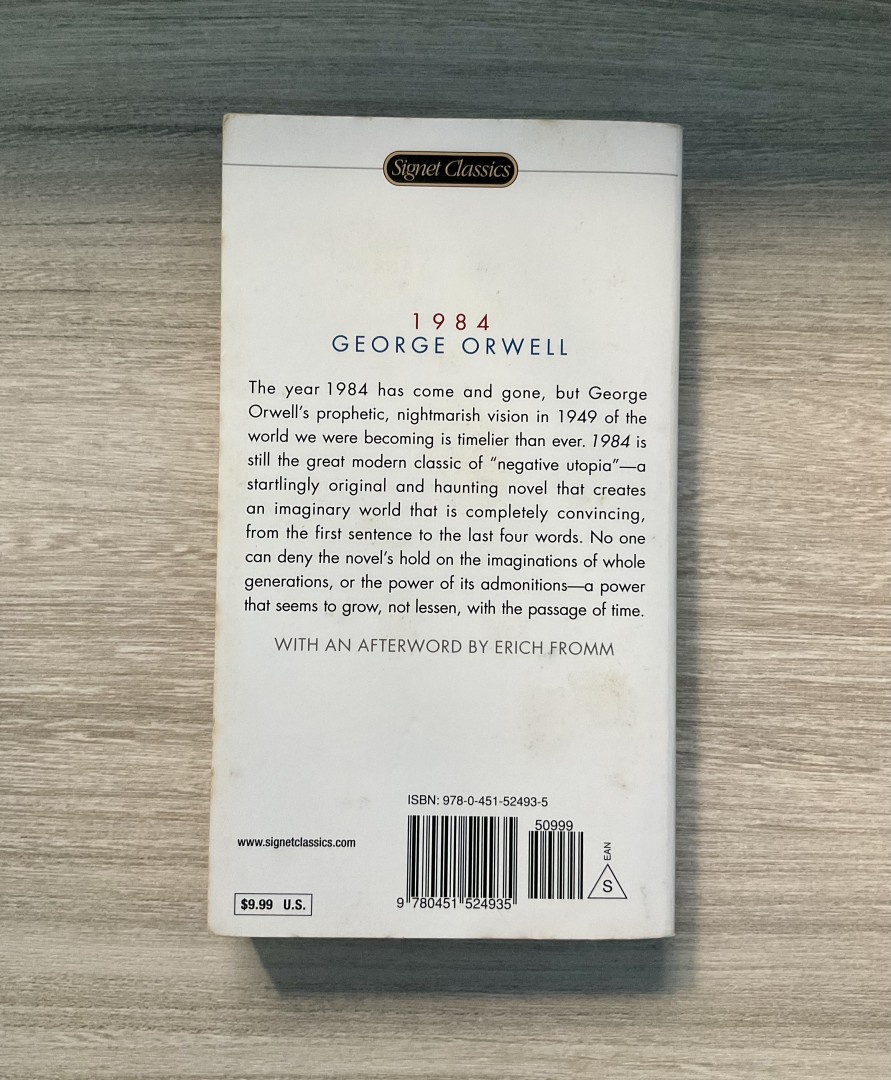 Signet Classics
1984
GEORGE ORWELL
The year 1984 has come and gone, but George
Orwell's prophetic, nightmarish vision in 1949 of the
world we were becoming is timelier than ever. 1984 is
still the great modern classic of "negative utopia"—a
startlingly original and haunting novel that creates
an imaginary world that is completely convincing,
from the first sentence to the last four words. No one
can deny the novel's hold on the imaginations of whole
generations, or the power of its admonitions—a power
that seems to grow, not lessen, with the passage of time.
WITH AN AFTERWORD BY ERICH FROMM
ISBN: 978-0-451-52493-5
50999
www.signetclassics.com
EAN
S
9 780451 524935
$9.99 U.S.